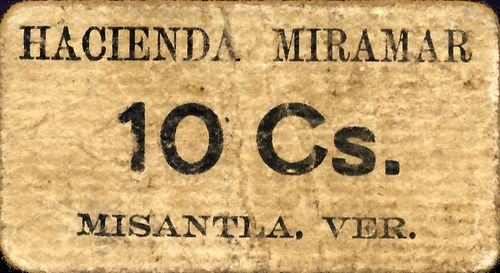 HACIENDA MIRAMAR
10 Cs.
MISANTLA, VER.